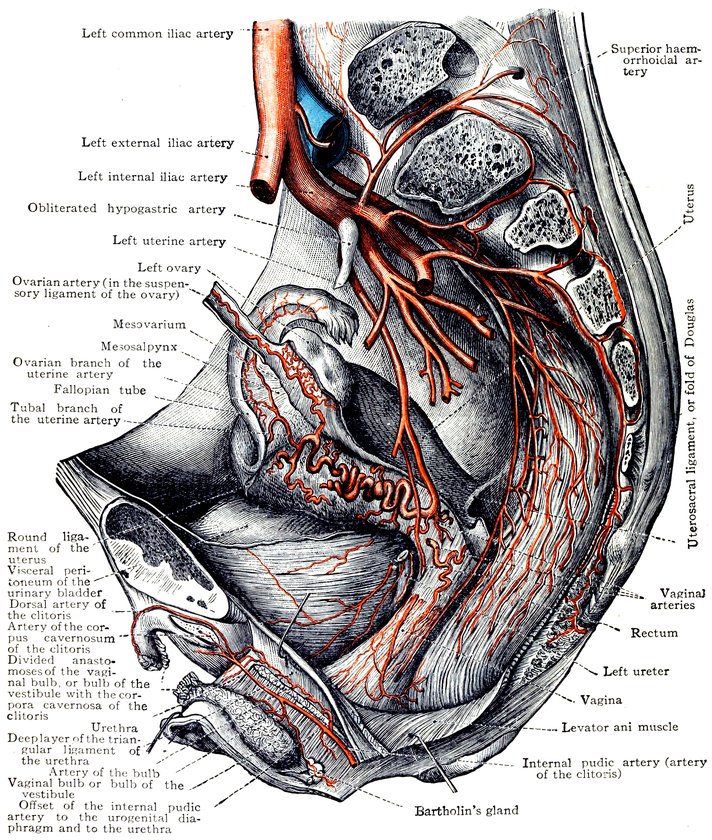 Left common iliac artery
Superior haem-
orrhoidal ar-
tery
Left external iliac artery
Left internal iliac artery
Obliterated hypogastric artery
Left uterine artery
Left ovary
Ovarian artery (in the suspen-
sory ligament of the ovary)
Mesovarium
Mesosalpynx
Ovarian branch of the
uterine artery
Fallopian tube
Tubal branch of
the uterine artery
Uterus
Uterosacral ligament, or fold of Douglas
Round liga-
ment of the
uterus
Visceral peri-
toneum of the
urinary bladder
Dorsal artery of
the clitoris
Artery of the cor-
pus cavernosum
of the clitoris
Divided anasto-
moses of the vagi-
nal bulb, or bulb of the
vestibule with the cor-
pora cavernosa of the
clitoris
Urethra
Deep layer of the trian-
gular ligament of
the urethra
Artery of the bulb
Vaginal bulb or bulb of the
vestibule
Offset of the internal pudic
artery to the urogenital dia-
phragm and to the urethra
Vaginal
arteries
Rectum
Left ureter
Vagina
Levator ani muscle
Internal pudic artery (artery
of the clitoris)
Bartholin's gland